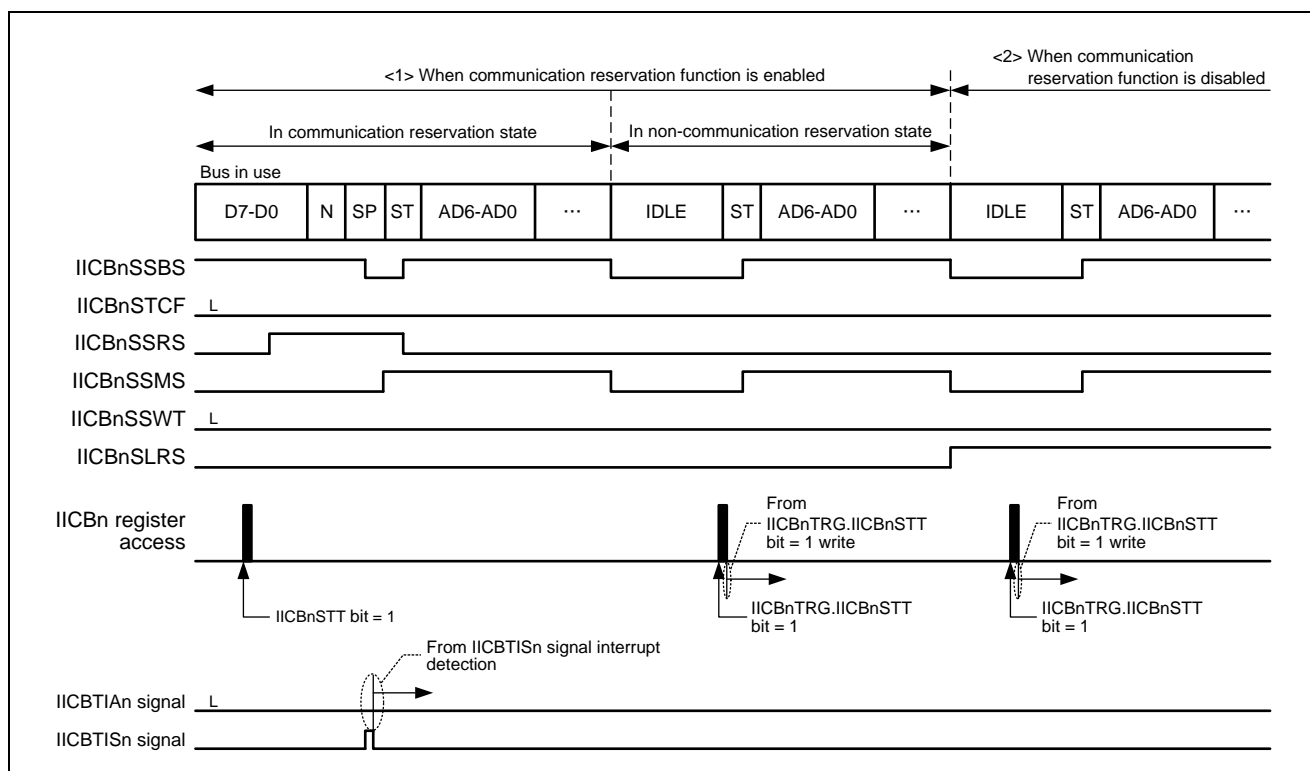 <2> When communication
reservation function is disabled
<1> When communication reservation function is enabled
In communication reservation state
In non-communication reservation state
Bus in use
D7-D0 N SP ST AD6-AD0 ... IDLE ST AD6-AD0 ... IDLE ST AD6-AD0 ...
IICBnSSBS
IICBnSTCF L
IICBnSSRS
IICBnSSMS
IICBnSSWT L
IICBnSLRS
IICBn register
access
From
IICBnTRG.IICBnSTT
bit = 1 write
From
IICBnTRG.IICBnSTT
bit = 1 write
IICBnSTT bit = 1
IICBnTRG.IICBnSTT
bit = 1
IICBnTRG.IICBnSTT
bit = 1
From IICBTISn signal interrupt
detection
IICBTIAn signal L
IICBTISn signal